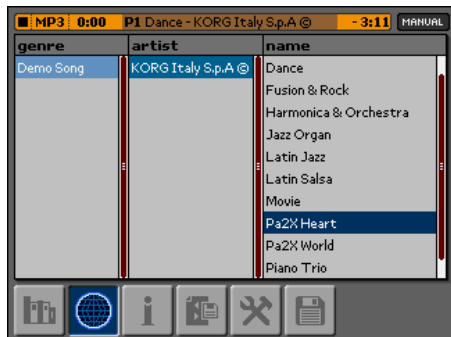 MP3 0:00 P1 Dance - KORG Italy S.p.A © - 3:11 MANUAL
genre artist name
Demo Song KORG Italy S.p.A © Dance
Fusion & Rock
Harmonica & Orchestra
Jazz Organ
Latin Jazz
Latin Salsa
Movie
Pa2X Heart
Pa2X World
Piano Trio